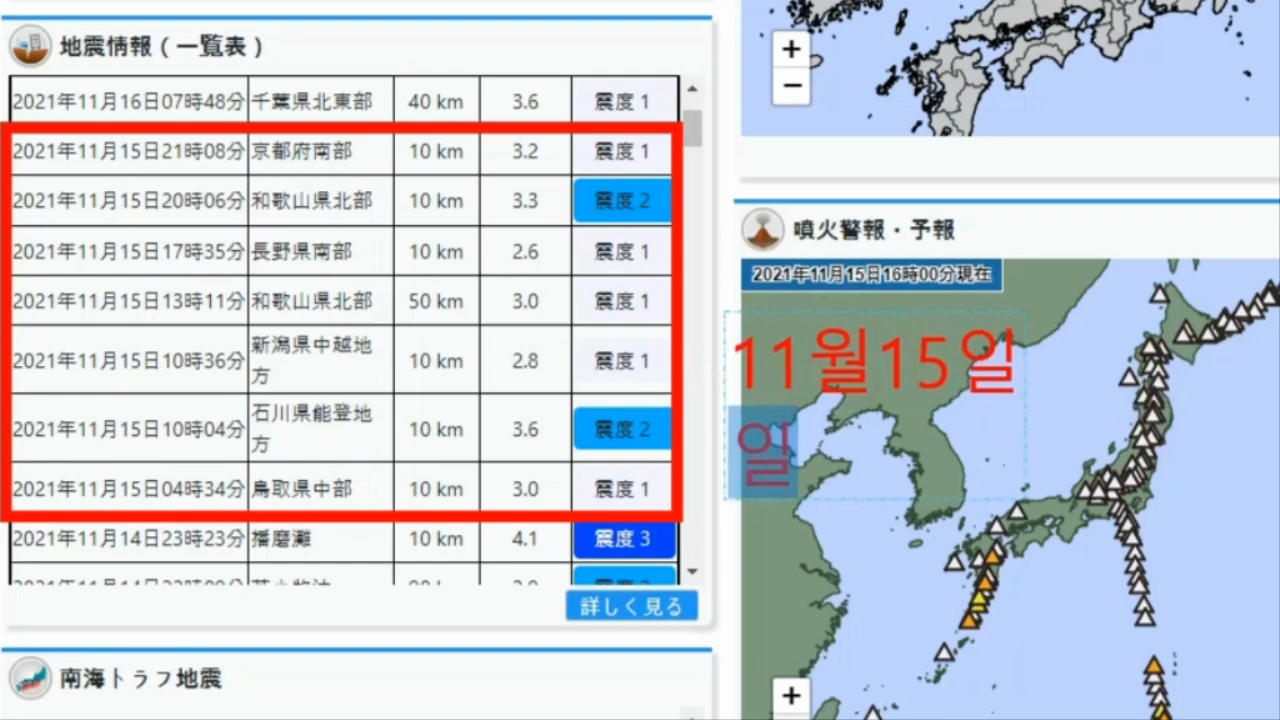 地震情報(一覧表)
2021年11月16日07時48分 千葉県北東部 40 km 3.6 震度1
2021年11月15日21時08分 京都府南部 10 km 3.2 震度1
2021年11月15日20時06分 和歌山県北部 10 km 3.3 震度2
2021年11月15日17時35分 長野県南部 10 km 2.6 震度1
2021年11月15日13時11分 和歌山県北部 50 km 3.0 震度1
2021年11月15日10時36分 新潟県中越地方 10 km 2.8 震度1
2021年11月15日10時04分 石川県能登地方 10 km 3.6 震度2
2021年11月15日04時34分 鳥取県中部 10 km 3.0 震度1
2021年11月14日23時23分 播磨灘 10 km 4.1 震度3
詳しく見る
南海トラフ地震
+
−
噴火警報・予報
2021年11月15日16時00分現在
11월15일
일
+